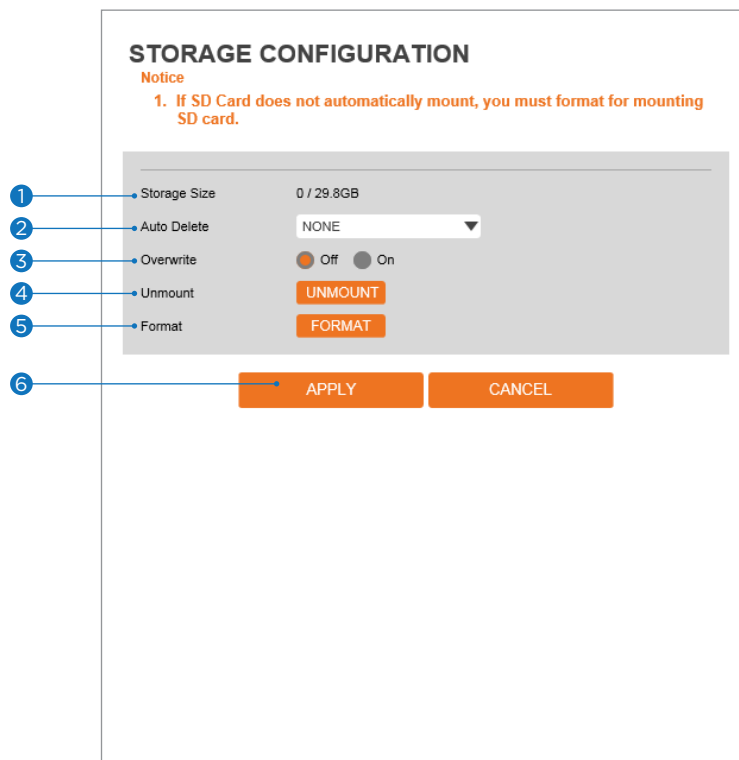 STORAGE CONFIGURATION
Notice
1. If SD Card does not automatically mount, you must format for mounting
SD card.
1 Storage Size 0 / 29.8GB
2 Auto Delete NONE
3 Overwrite Off On
4 Unmount UNMOUNT
5 Format FORMAT
6 APPLY CANCEL